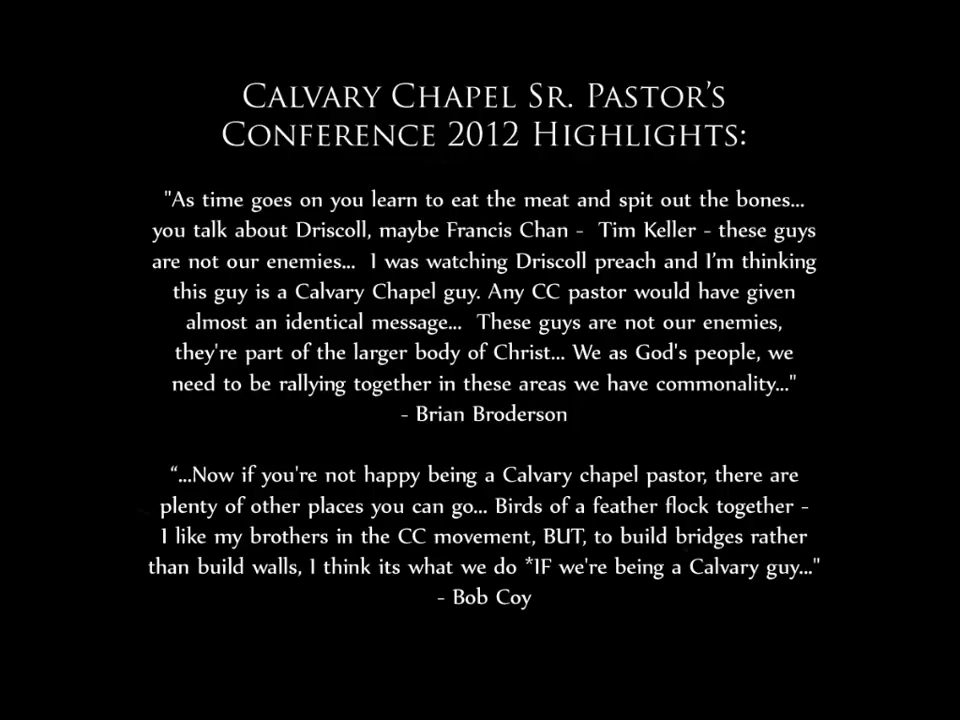 CALVARY CHAPEL SR. PASTOR'S
CONFERENCE 2012 HIGHLIGHTS:
"As time goes on you learn to eat the meat and spit out the bones...
you talk about Driscoll, maybe Francis Chan -  Tim Keller - these guys
are not our enemies...  I was watching Driscoll preach and I'm thinking
this guy is a Calvary Chapel guy. Any CC pastor would have given
almost an identical message...  These guys are not our enemies,
they're part of the larger body of Christ... We as God's people, we
need to be rallying together in these areas we have commonality..."
- Brian Broderson
“...Now if you're not happy being a Calvary chapel pastor, there are
plenty of other places you can go... Birds of a feather flock together -
I like my brothers in the CC movement, BUT, to build bridges rather
than build walls, I think its what we do *IF we're being a Calvary guy..."
- Bob Coy